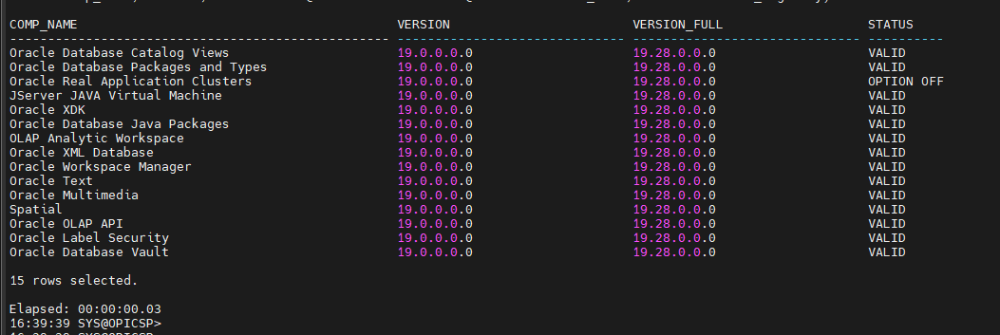 COMP_NAME VERSION VERSION_FULL STATUS
---------------------------------------------------- ------------------------------ ------------------------------ ----------
Oracle Database Catalog Views 19.0.0.0.0 19.28.0.0.0 VALID
Oracle Database Packages and Types 19.0.0.0.0 19.28.0.0.0 VALID
Oracle Real Application Clusters 19.0.0.0.0 19.28.0.0.0 OPTION OFF
JServer JAVA Virtual Machine 19.0.0.0.0 19.28.0.0.0 VALID
Oracle XDK 19.0.0.0.0 19.28.0.0.0 VALID
Oracle Database Java Packages 19.0.0.0.0 19.28.0.0.0 VALID
OLAP Analytic Workspace 19.0.0.0.0 19.28.0.0.0 VALID
Oracle XML Database 19.0.0.0.0 19.28.0.0.0 VALID
Oracle Workspace Manager 19.0.0.0.0 19.28.0.0.0 VALID
Oracle Text 19.0.0.0.0 19.28.0.0.0 VALID
Oracle Multimedia 19.0.0.0.0 19.28.0.0.0 VALID
Spatial 19.0.0.0.0 19.28.0.0.0 VALID
Oracle OLAP API 19.0.0.0.0 19.28.0.0.0 VALID
Oracle Label Security 19.0.0.0.0 19.28.0.0.0 VALID
Oracle Database Vault 19.0.0.0.0 19.28.0.0.0 VALID
15 rows selected.
Elapsed: 00:00:00.03
16:39:39 SYS@OPICSP>